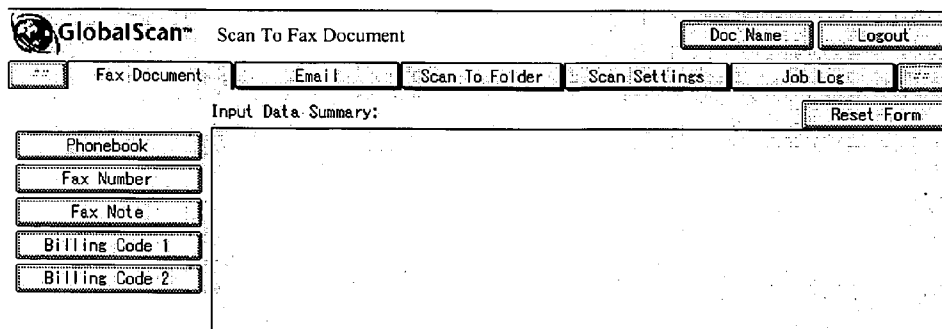 GlobalScan™ Scan To Fax Document Doc Name Logout
Fax Document Email Scan To Folder Scan Settings Job Log
Input Data Summary: Reset Form
Phonebook
Fax Number
Fax Note
Billing Code 1
Billing Code 2